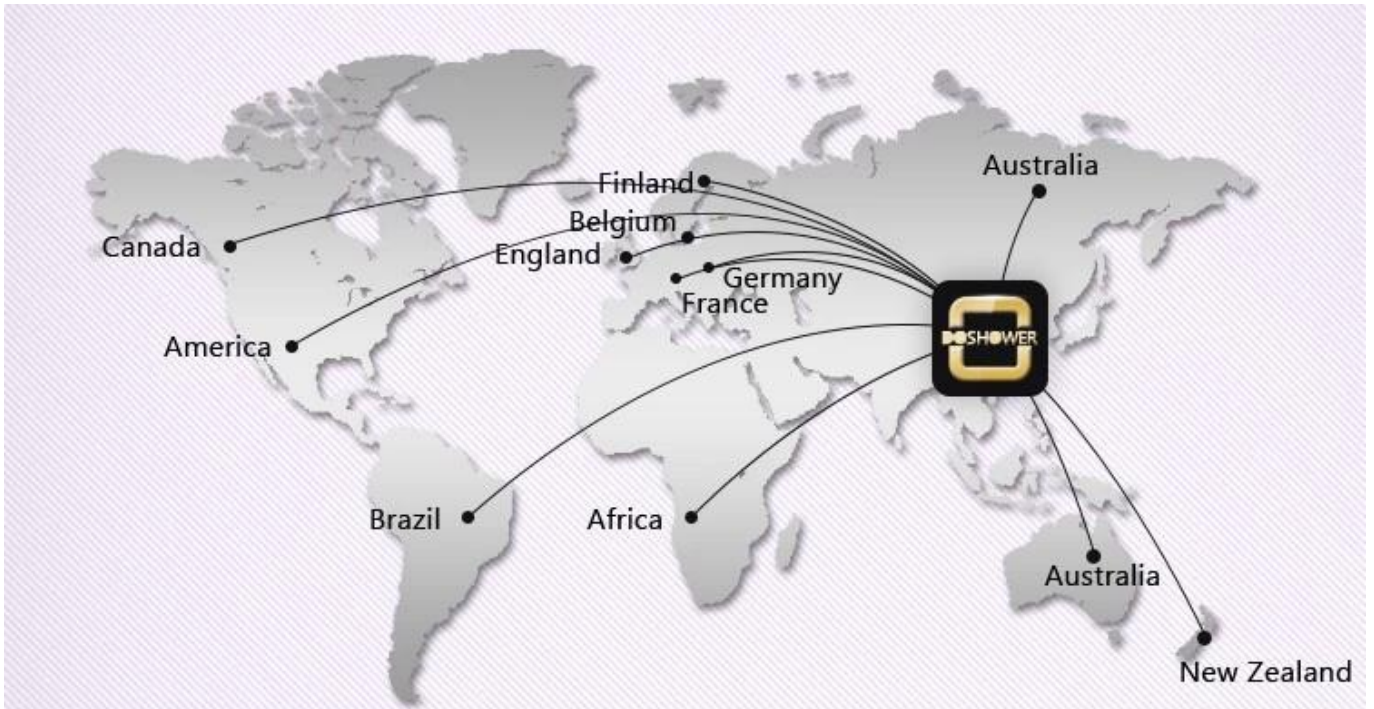 Australia
Finland
Belgium
Canada
England
Germany
France
DOSHOWER
America
Brazil
Africa
Australia
New Zealand